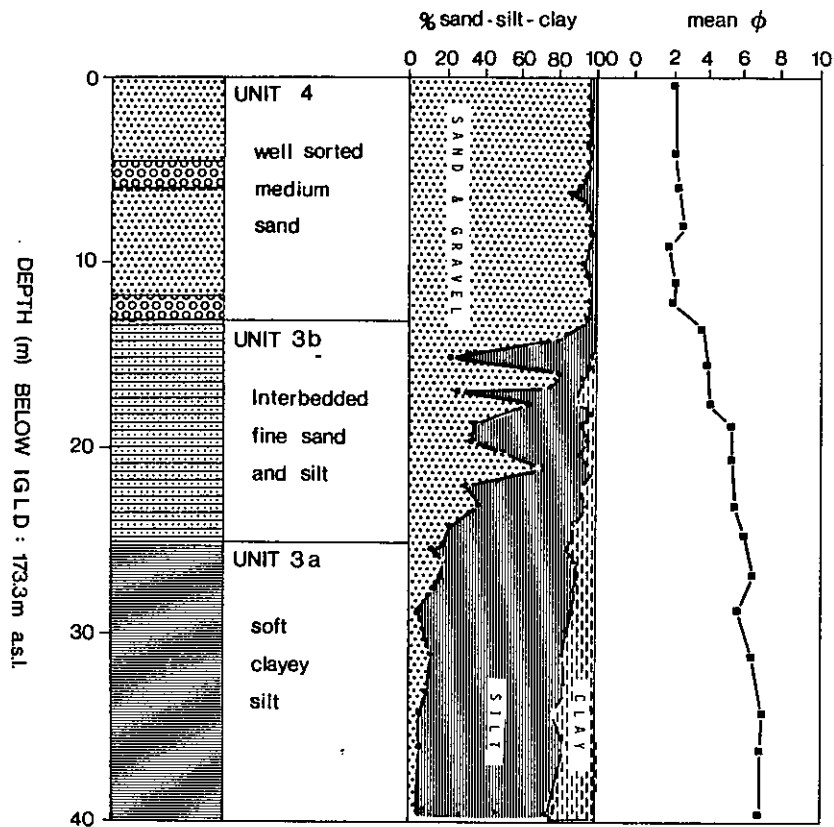 % sand-silt-clay
mean ϕ
0 20 40 60 80 100
0 2 4 6 8 10
0
10
20
30
40
DEPTH (m) BELOW IGLD: 173.3m a.s.l.
UNIT 4
well sorted
medium
sand
UNIT 3b
Interbedded
fine sand
and silt
UNIT 3a
soft
clayey
silt
SAND & GRAVEL
SILT
CLAY